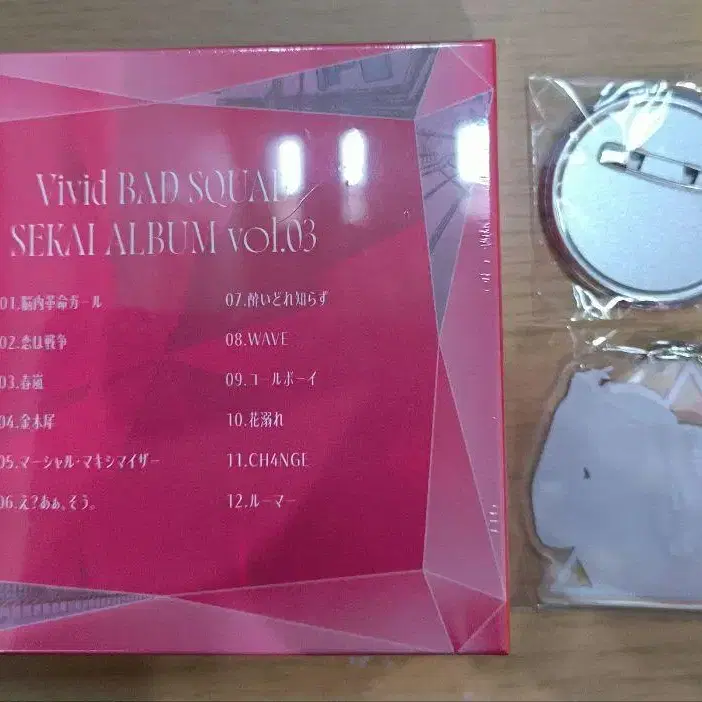 Vivid BAD SQUAD
SEKAI ALBUM vol.03
01.脳内革命ガール
02.恋は戦争
03.春嵐
04.金木犀
05.マーシャル・マキシマイザー
06.え?あぁ、そう。
07.酔いどれ知らず
08.WAVE
09.コールボーイ
10.花溺れ
11.CH4NGE
12.ルーマー